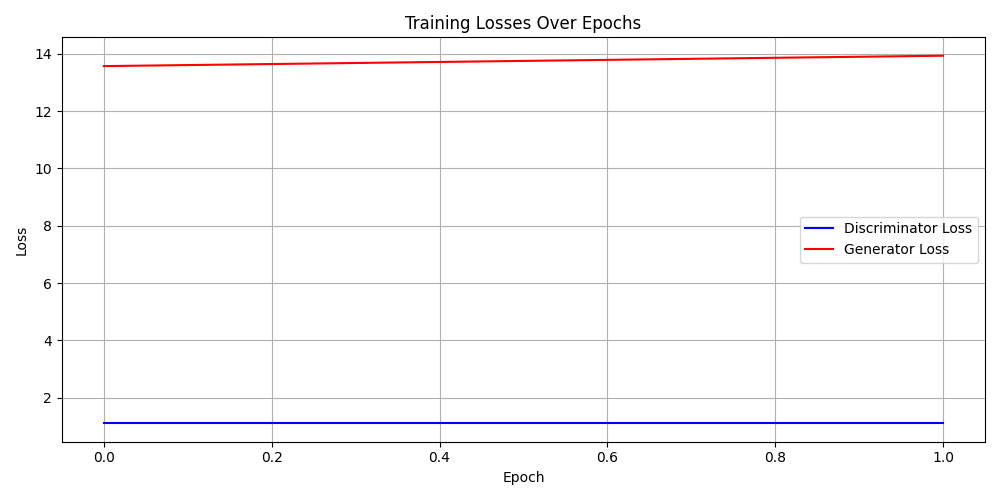 Training Losses Over Epochs
14
12
10
8
6
4
2
Loss
Discriminator Loss
Generator Loss
0.0 0.2 0.4 0.6 0.8 1.0
Epoch